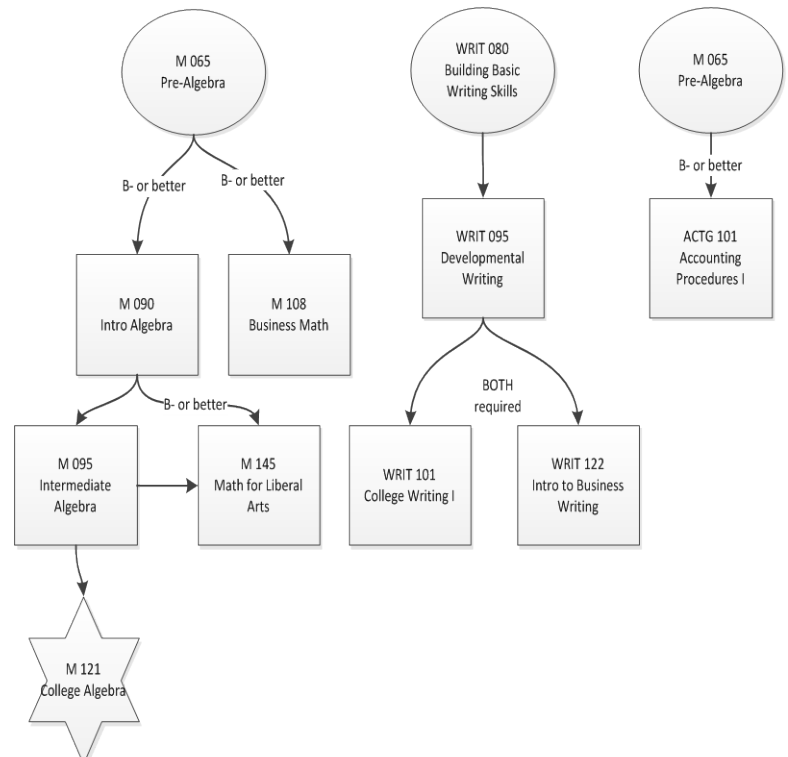 M 065
Pre-Algebra
WRIT 080
Building Basic
Writing Skills
M 065
Pre-Algebra
B- or better
B- or better
B- or better
M 090
Intro Algebra
M 108
Business Math
WRIT 095
Developmental
Writing
ACTG 101
Accounting
Procedures I
B- or better
BOTH
required
M 095
Intermediate
Algebra
M 145
Math for Liberal
Arts
WRIT 101
College Writing I
WRIT 122
Intro to Business
Writing
M 121
College Algebra